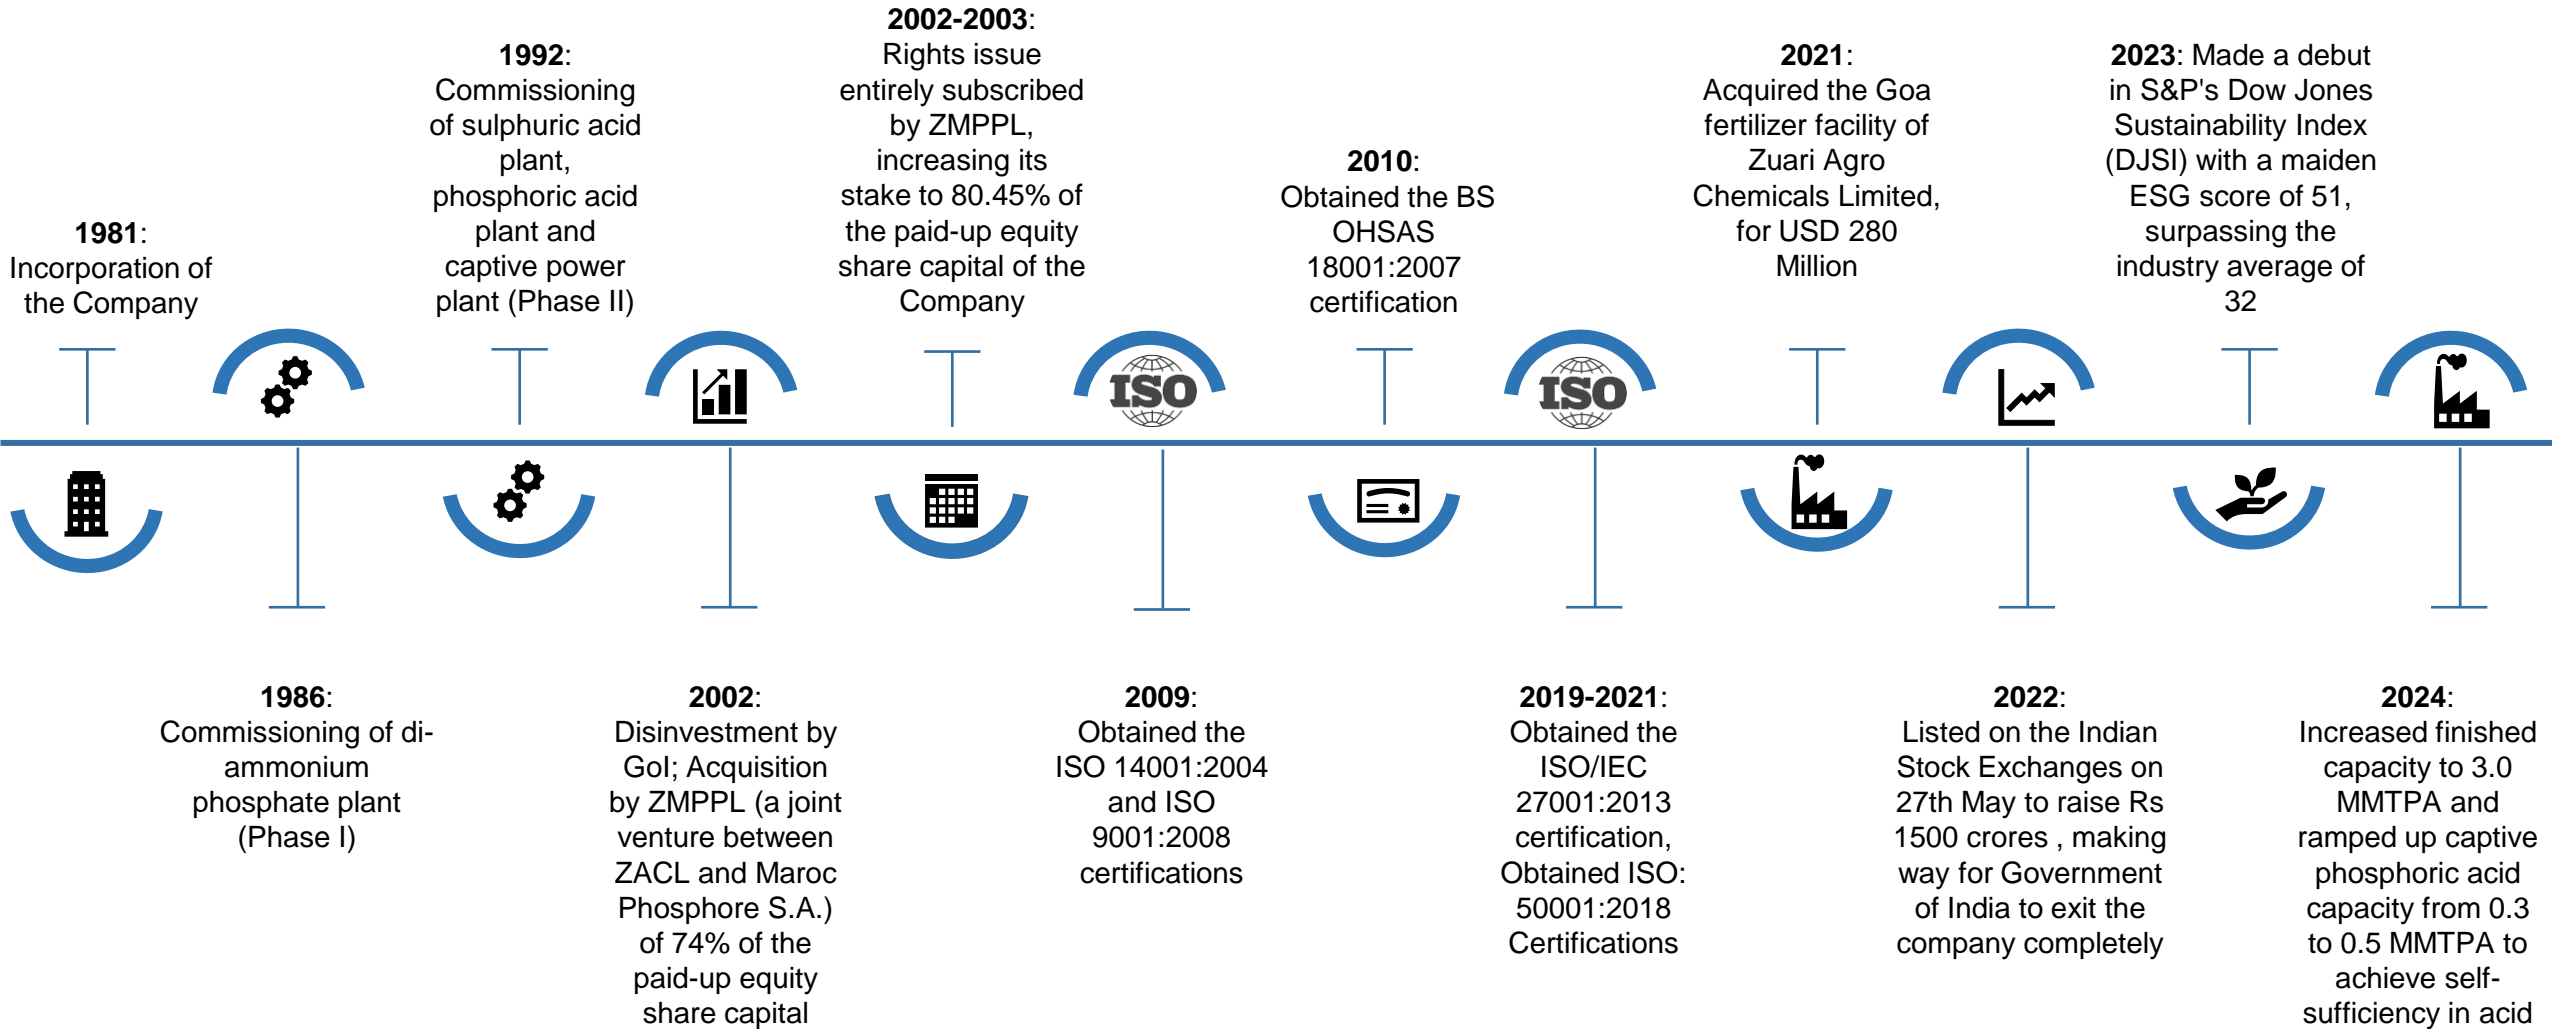 1981:
Incorporation of
the Company
1986:
Commissioning of di-
ammonium
phosphate plant
(Phase I)
1992:
Commissioning
of sulphuric acid
plant,
phosphoric acid
plant and
captive power
plant (Phase II)
2002:
Disinvestment by
GoI; Acquisition
by ZMPPL (a joint
venture between
ZACL and Maroc
Phosphore S.A.)
of 74% of the
paid-up equity
share capital
2002-2003:
Rights issue
entirely subscribed
by ZMPPL,
increasing its
stake to 80.45% of
the paid-up equity
share capital of the
Company
ISO
2009:
Obtained the
ISO 14001:2004
and ISO
9001:2008
certifications
2010:
Obtained the BS
OHSAS
18001:2007
certification
ISO
2019-2021:
Obtained the
ISO/IEC
27001:2013
certification,
Obtained ISO:
50001:2018
Certifications
2021:
Acquired the Goa
fertilizer facility of
Zuari Agro
Chemicals Limited,
for USD 280
Million
2022:
Listed on the Indian
Stock Exchanges on
27th May to raise Rs
1500 crores , making
way for Government
of India to exit the
company completely
2023: Made a debut
in S&P's Dow Jones
Sustainability Index
(DJSI) with a maiden
ESG score of 51,
surpassing the
industry average of
32
2024:
Increased finished
capacity to 3.0
MMTPA and
ramped up captive
phosphoric acid
capacity from 0.3
to 0.5 MMTPA to
achieve self-
sufficiency in acid